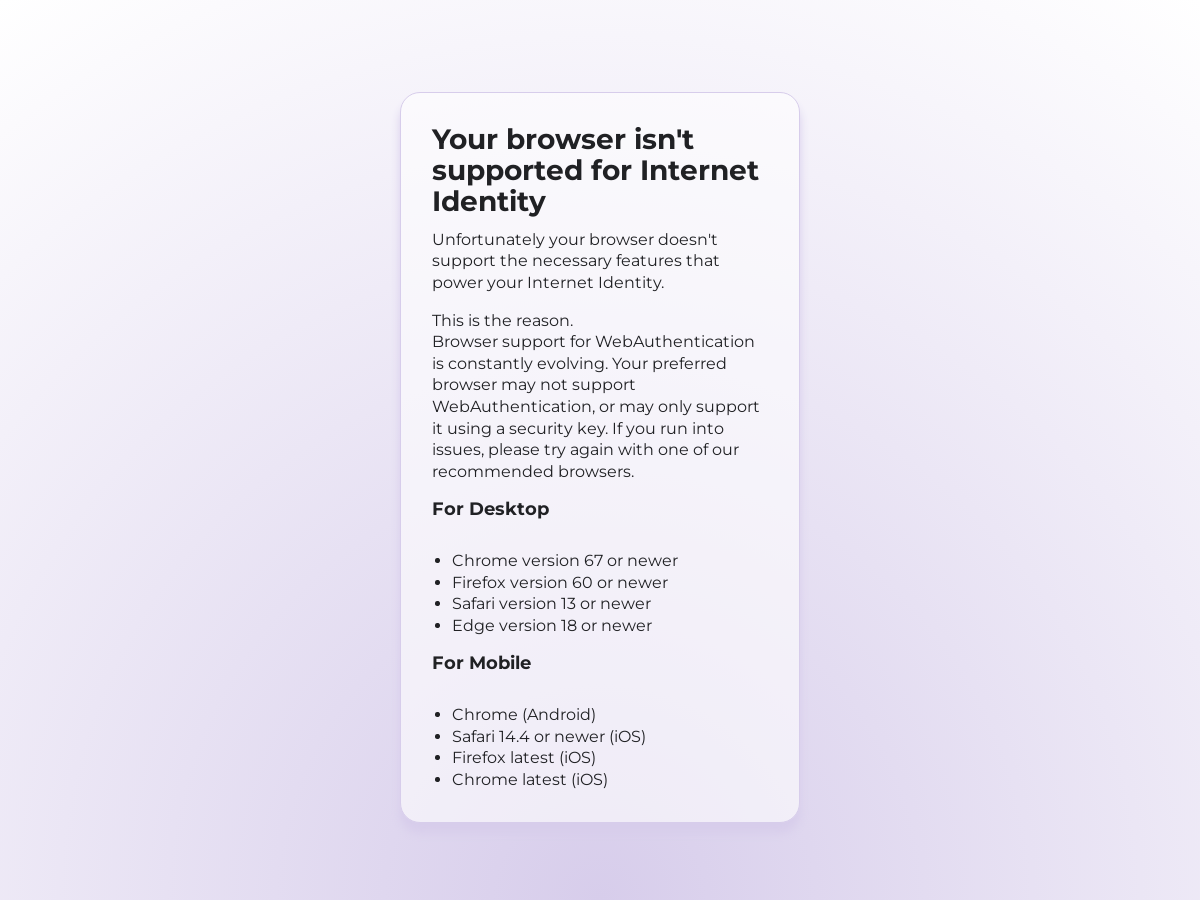 Your browser isn't
supported for Internet
Identity
Unfortunately your browser doesn't
support the necessary features that
power your Internet Identity.
This is the reason.
Browser support for WebAuthentication
is constantly evolving. Your preferred
browser may not support
WebAuthentication, or may only support
it using a security key. If you run into
issues, please try again with one of our
recommended browsers.
For Desktop
• Chrome version 67 or newer
• Firefox version 60 or newer
• Safari version 13 or newer
• Edge version 18 or newer
For Mobile
• Chrome (Android)
• Safari 14.4 or newer (iOS)
• Firefox latest (iOS)
• Chrome latest (iOS)